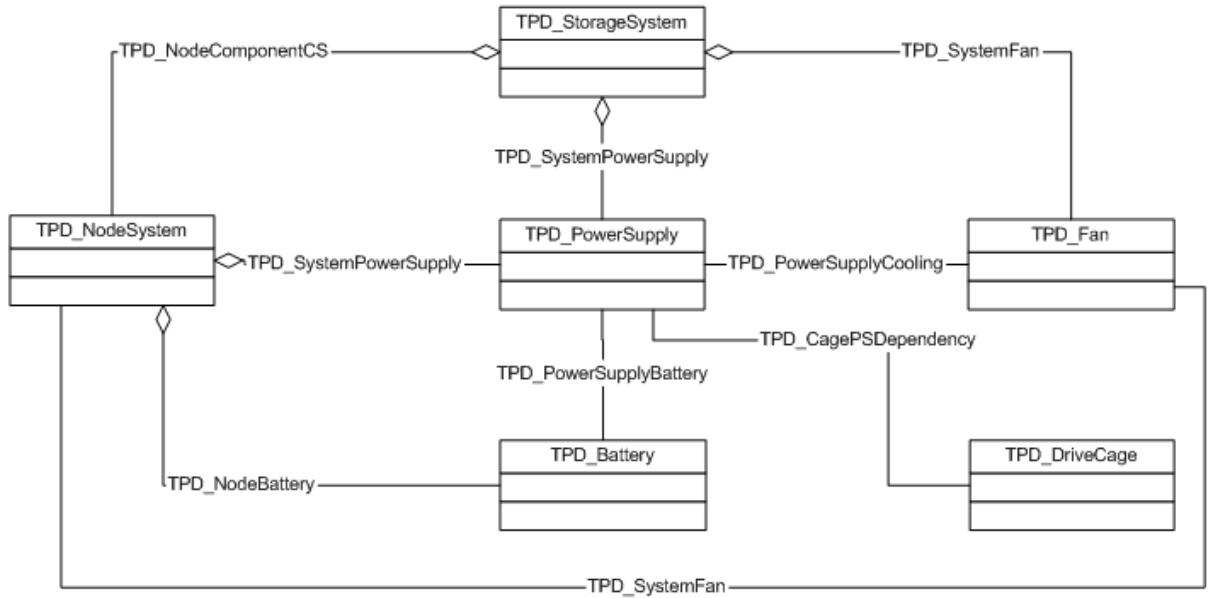 TPD_StorageSystem
TPD_NodeComponentCS
TPD_SystemFan
TPD_SystemPowerSupply
TPD_NodeSystem
TPD_PowerSupply
TPD_Fan
TPD_SystemPowerSupply
TPD_PowerSupplyCooling
TPD_CagePSDependency
TPD_PowerSupplyBattery
TPD_Battery
TPD_DriveCage
TPD_NodeBattery
TPD_SystemFan